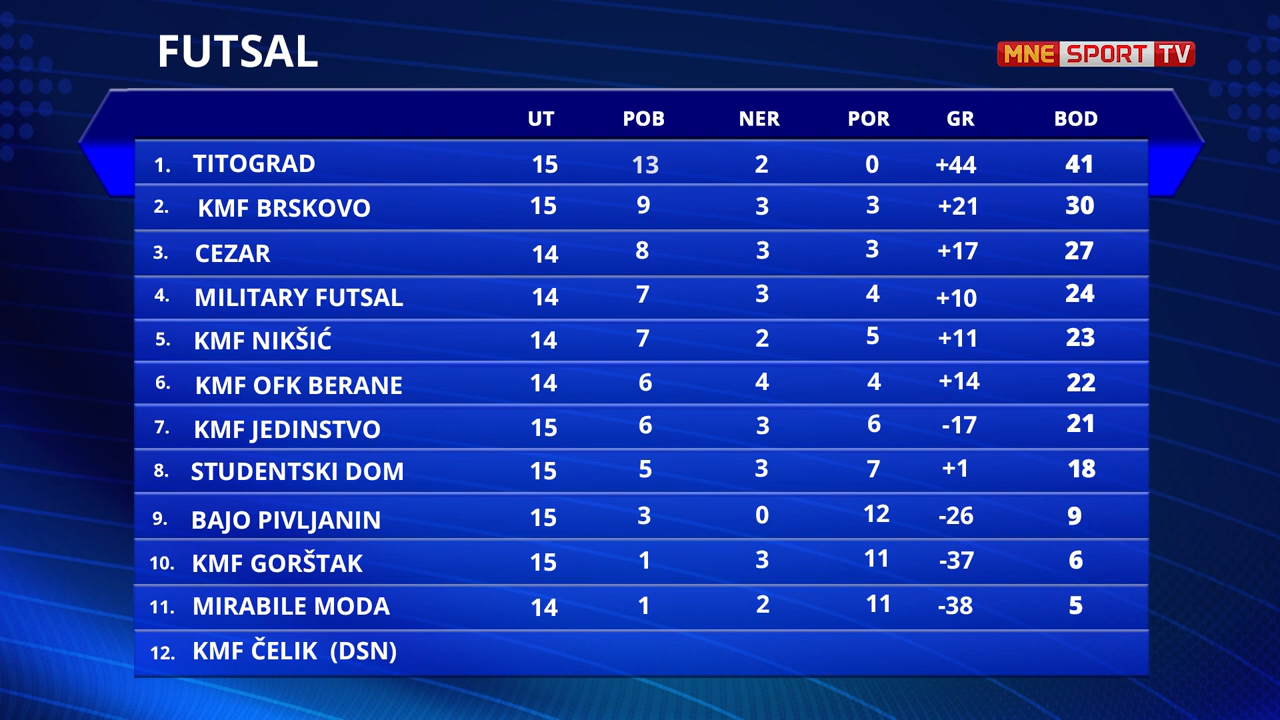 FUTSAL
MNE SPORT TV
UT POB NER POR GR BOD
1. TITOGRAD 15 13 2 0 +44 41
2. KMF BRSKOVO 15 9 3 3 +21 30
3. CEZAR 14 8 3 3 +17 27
4. MILITARY FUTSAL 14 7 3 4 +10 24
5. KMF NIKŠIĆ 14 7 2 5 +11 23
6. KMF OFK BERANE 14 6 4 4 +14 22
7. KMF JEDINSTVO 15 6 3 6 -17 21
8. STUDENTSKI DOM 15 5 3 7 +1 18
9. BAJO PIVLJANIN 15 3 0 12 -26 9
10. KMF GORŠTAK 15 1 3 11 -37 6
11. MIRABILE MODA 14 1 2 11 -38 5
12. KMF ČELIK (DSN)